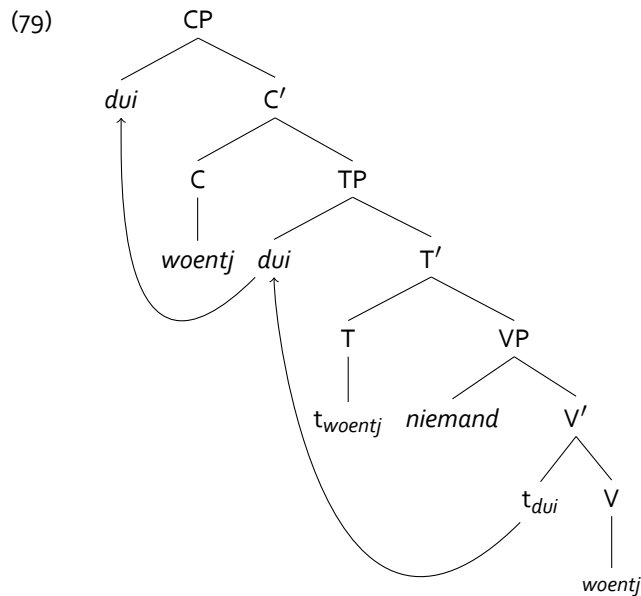 (79) CP
dui C′
C TP
woentj dui T′
T VP
t_woentj niemand V′
t_dui V
woentj